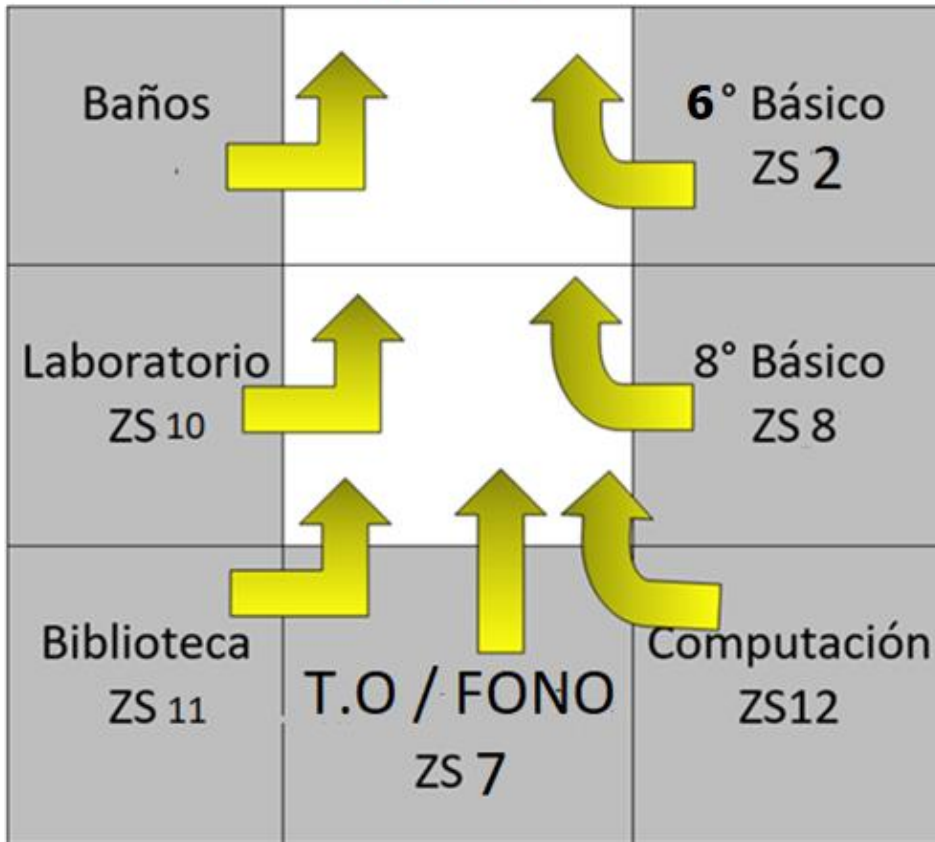 Baños
6° Básico
ZS 2
Laboratorio
ZS 10
8° Básico
ZS 8
Biblioteca
ZS 11
T.O / FONO
ZS 7
Computación
ZS12